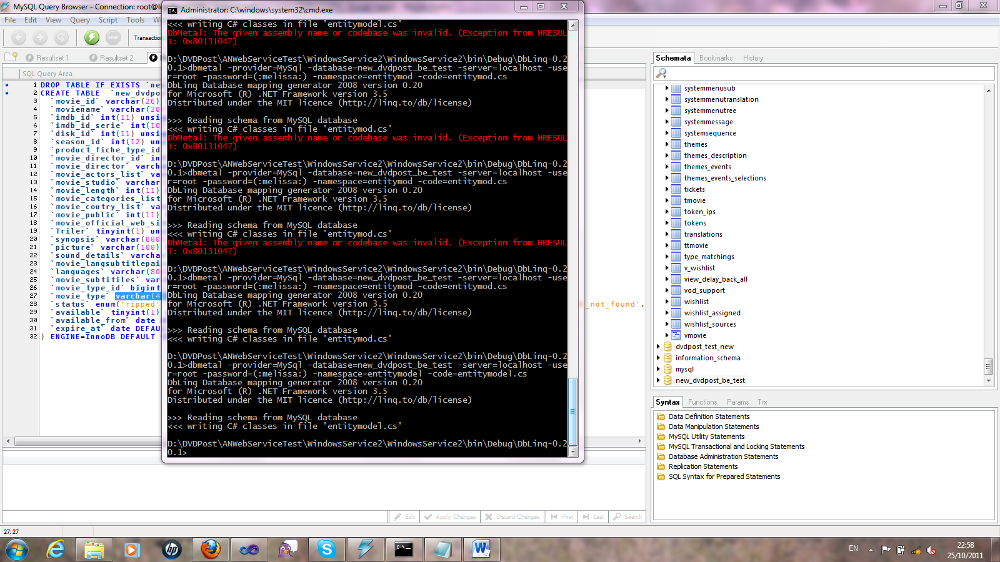 MySQL Query Browser - Connection: root@l
File Edit View Query Script Tools Wi
Transactio
Resultset 1
Resultset 2
SQL Query Area
1 DROP TABLE IF EXISTS `new
2 CREATE TABLE `new_dvdpos
3 `movie_id` varchar(26)
4 `moviename` varchar(20
5 `imdb_id` int(11) unsi
6 `imdb_id_serie` int(10
7 `disk_id` int(11) unsi
8 `season_id` int(12) un
9 `product_fiche_type_id
10 `movie_director_id` in
11 `movie_director` varch
12 `movie_actors_list` va
13 `movie_studio` varchar
14 `movie_length` int(11)
15 `movie_categories_list
16 `movie_coutry_list` va
17 `movie_public` int(11)
18 `movie_official_web_si
19 `Triler` tinyint(1) un
20 `synopsis` varchar(800
21 `picture` varchar(100)
22 `sound_details` varcha
23 `movie_langsubtitlepai
24 `languages` varchar(80
25 `movie_subtitiles` var
26 `movie_type_id` bigint
27 `movie_type` varchar(4
28 `status` enum('ripped' _not_found',
29 `available` tinyint(1)
30 `available_from` date
31 `expire_at` date DEFAU
32 ) ENGINE=InnoDB DEFAULT
Administrator: C:\windows\system32\cmd.exe
<<< writing C# classes in file 'entitymodel.cs'
DbMetal: The given assembly name or codebase was invalid. (Exception from HRESUL
T: 0x80131047)
D:\DVDPost\ANWebServiceTest\WindowsService2\WindowsService2\bin\Debug\DbLinq-0.2
0.1>dbmetal -provider=MySql -database=new_dvdpost_be_test -server=localhost -use
r=root -password=(:melissa:) -namespace=entitymod -code=entitymod.cs
DbLinq Database mapping generator 2008 version 0.20
for Microsoft (R) .NET Framework version 3.5
Distributed under the MIT licence (http://linq.to/db/license)
>>> Reading schema from MySQL database
<<< writing C# classes in file 'entitymod.cs'
DbMetal: The given assembly name or codebase was invalid. (Exception from HRESUL
T: 0x80131047)
D:\DVDPost\ANWebServiceTest\WindowsService2\WindowsService2\bin\Debug\DbLinq-0.2
0.1>dbmetal -provider=MySql -database=new_dvdpost_be_test -server=localhost -use
r=root -password=(:melissa:) -namespace=entitymod -code=entitymod.cs
DbLinq Database mapping generator 2008 version 0.20
for Microsoft (R) .NET Framework version 3.5
Distributed under the MIT licence (http://linq.to/db/license)
>>> Reading schema from MySQL database
<<< writing C# classes in file 'entitymod.cs'
DbMetal: The given assembly name or codebase was invalid. (Exception from HRESUL
T: 0x80131047)
D:\DVDPost\ANWebServiceTest\WindowsService2\WindowsService2\bin\Debug\DbLinq-0.2
0.1>dbmetal -provider=MySql -database=new_dvdpost_be_test -server=localhost -use
r=root -password=(:melissa:) -namespace=entitymod -code=entitymod.cs
DbLinq Database mapping generator 2008 version 0.20
for Microsoft (R) .NET Framework version 3.5
Distributed under the MIT licence (http://linq.to/db/license)
>>> Reading schema from MySQL database
<<< writing C# classes in file 'entitymod.cs'
D:\DVDPost\ANWebServiceTest\WindowsService2\WindowsService2\bin\Debug\DbLinq-0.2
0.1>dbmetal -provider=MySql -database=new_dvdpost_be_test -server=localhost -use
r=root -password=(:melissa:) -namespace=entitymodel -code=entitymodel.cs
DbLinq Database mapping generator 2008 version 0.20
for Microsoft (R) .NET Framework version 3.5
Distributed under the MIT licence (http://linq.to/db/license)
>>> Reading schema from MySQL database
<<< writing C# classes in file 'entitymodel.cs'
D:\DVDPost\ANWebServiceTest\WindowsService2\WindowsService2\bin\Debug\DbLinq-0.2
0.1>
Schemata Bookmarks History
systemmenusub
systemmenutranslation
systemmenutree
systemmessage
systemsequence
themes
themes_description
themes_events
themes_events_selections
tickets
tmovie
token_ips
tokens
translations
ttmovie
type_matchings
v_wishlist
view_delay_back_all
vod_support
wishlist
wishlist_assigned
wishlist_sources
vmovie
dvdpost_test_new
information_schema
mysql
new_dvdpost_be_test
Syntax Functions Params Trx
Data Definition Statements
Data Manipulation Statements
MySQL Utility Statements
MySQL Transactional and Locking Statements
Database Administration Statements
Replication Statements
SQL Syntax for Prepared Statements
Edit Apply Changes Discard Changes First Last Search
27: 27
EN
22:58
25/10/2011